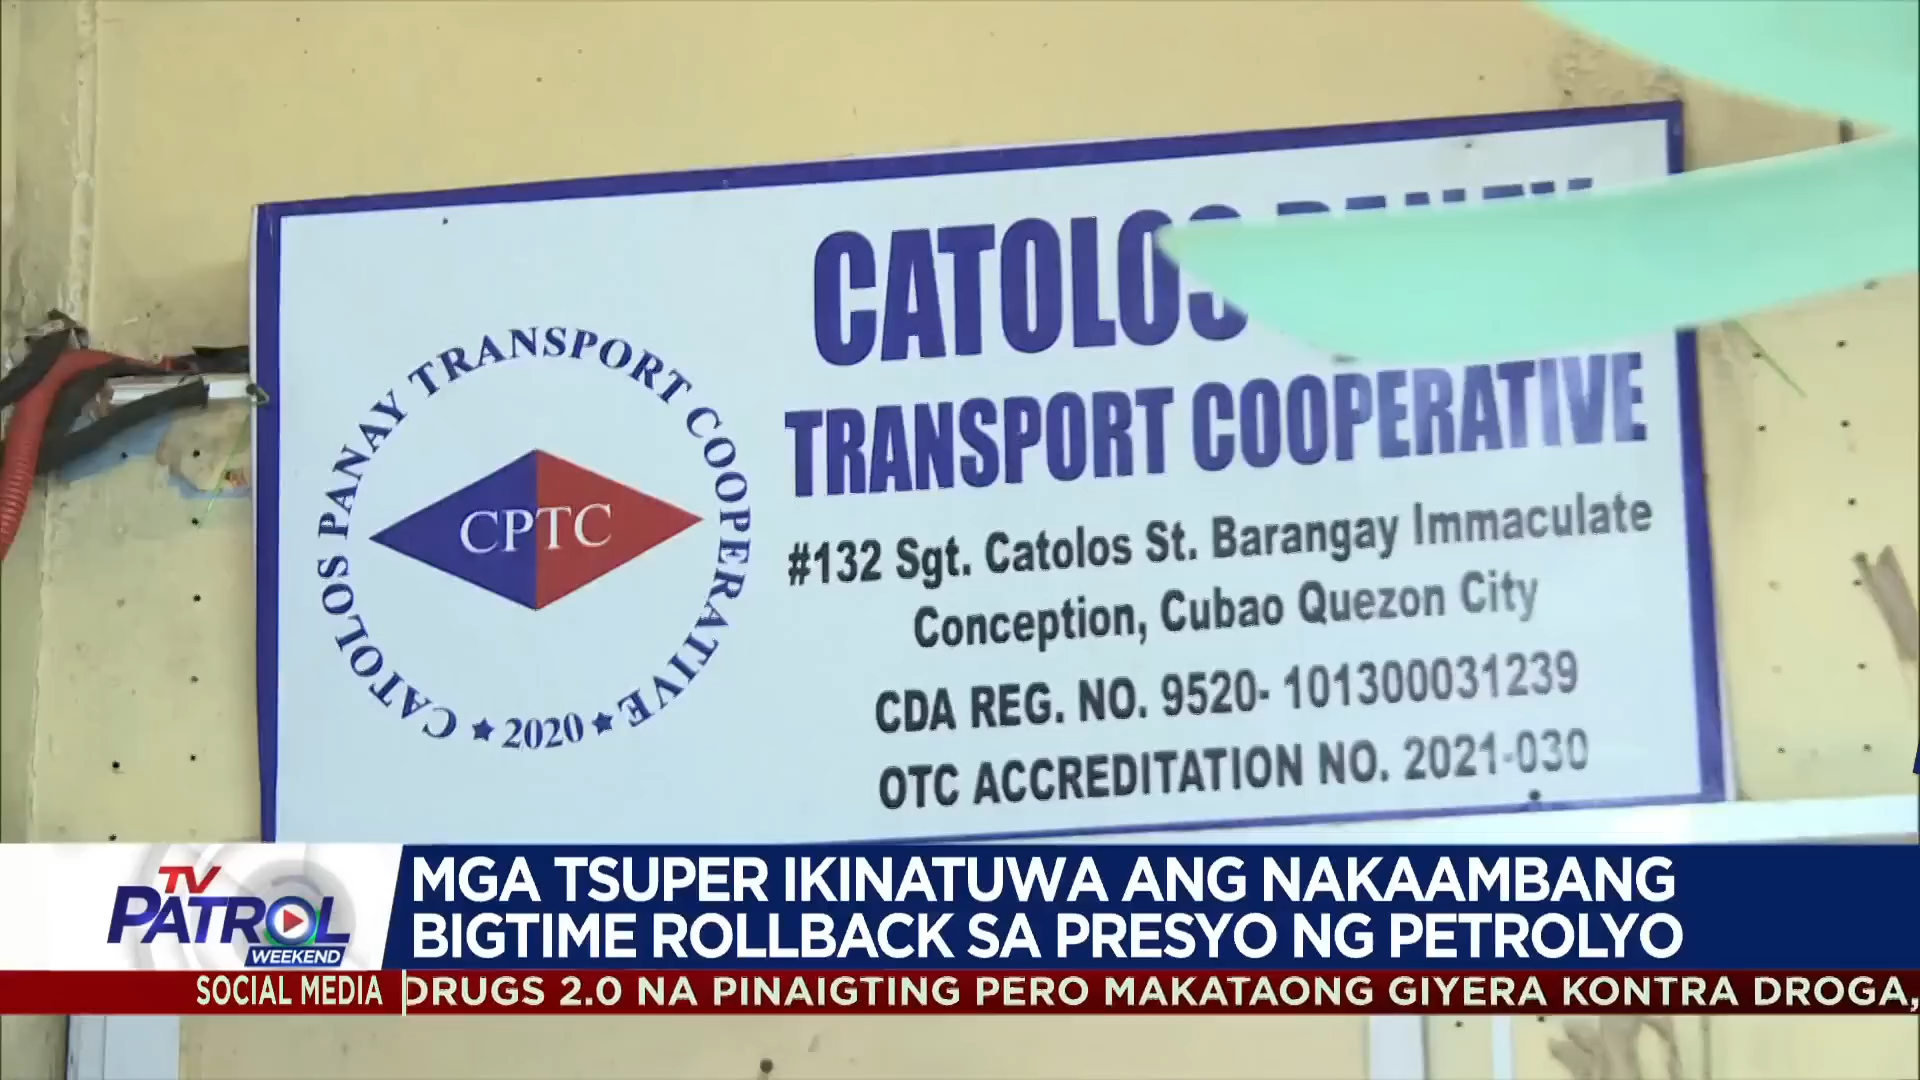 CATOLOS
TRANSPORT COOPERATIVE
#132 Sgt. Catolos St. Barangay Immaculate
Conception, Cubao Quezon City
CDA REG. NO. 9520- 101300031239
OTC ACCREDITATION NO. 2021-030
CATOLOS PANAY TRANSPORT COOPERATIVE
CPTC
★ 2020 ★
TV
PATROL
WEEKEND
MGA TSUPER IKINATUWA ANG NAKAAMBANG
BIGTIME ROLLBACK SA PRESYO NG PETROLYO
SOCIAL MEDIA DRUGS 2.0 NA PINAIGTING PERO MAKATAONG GIYERA KONTRA DROGA,